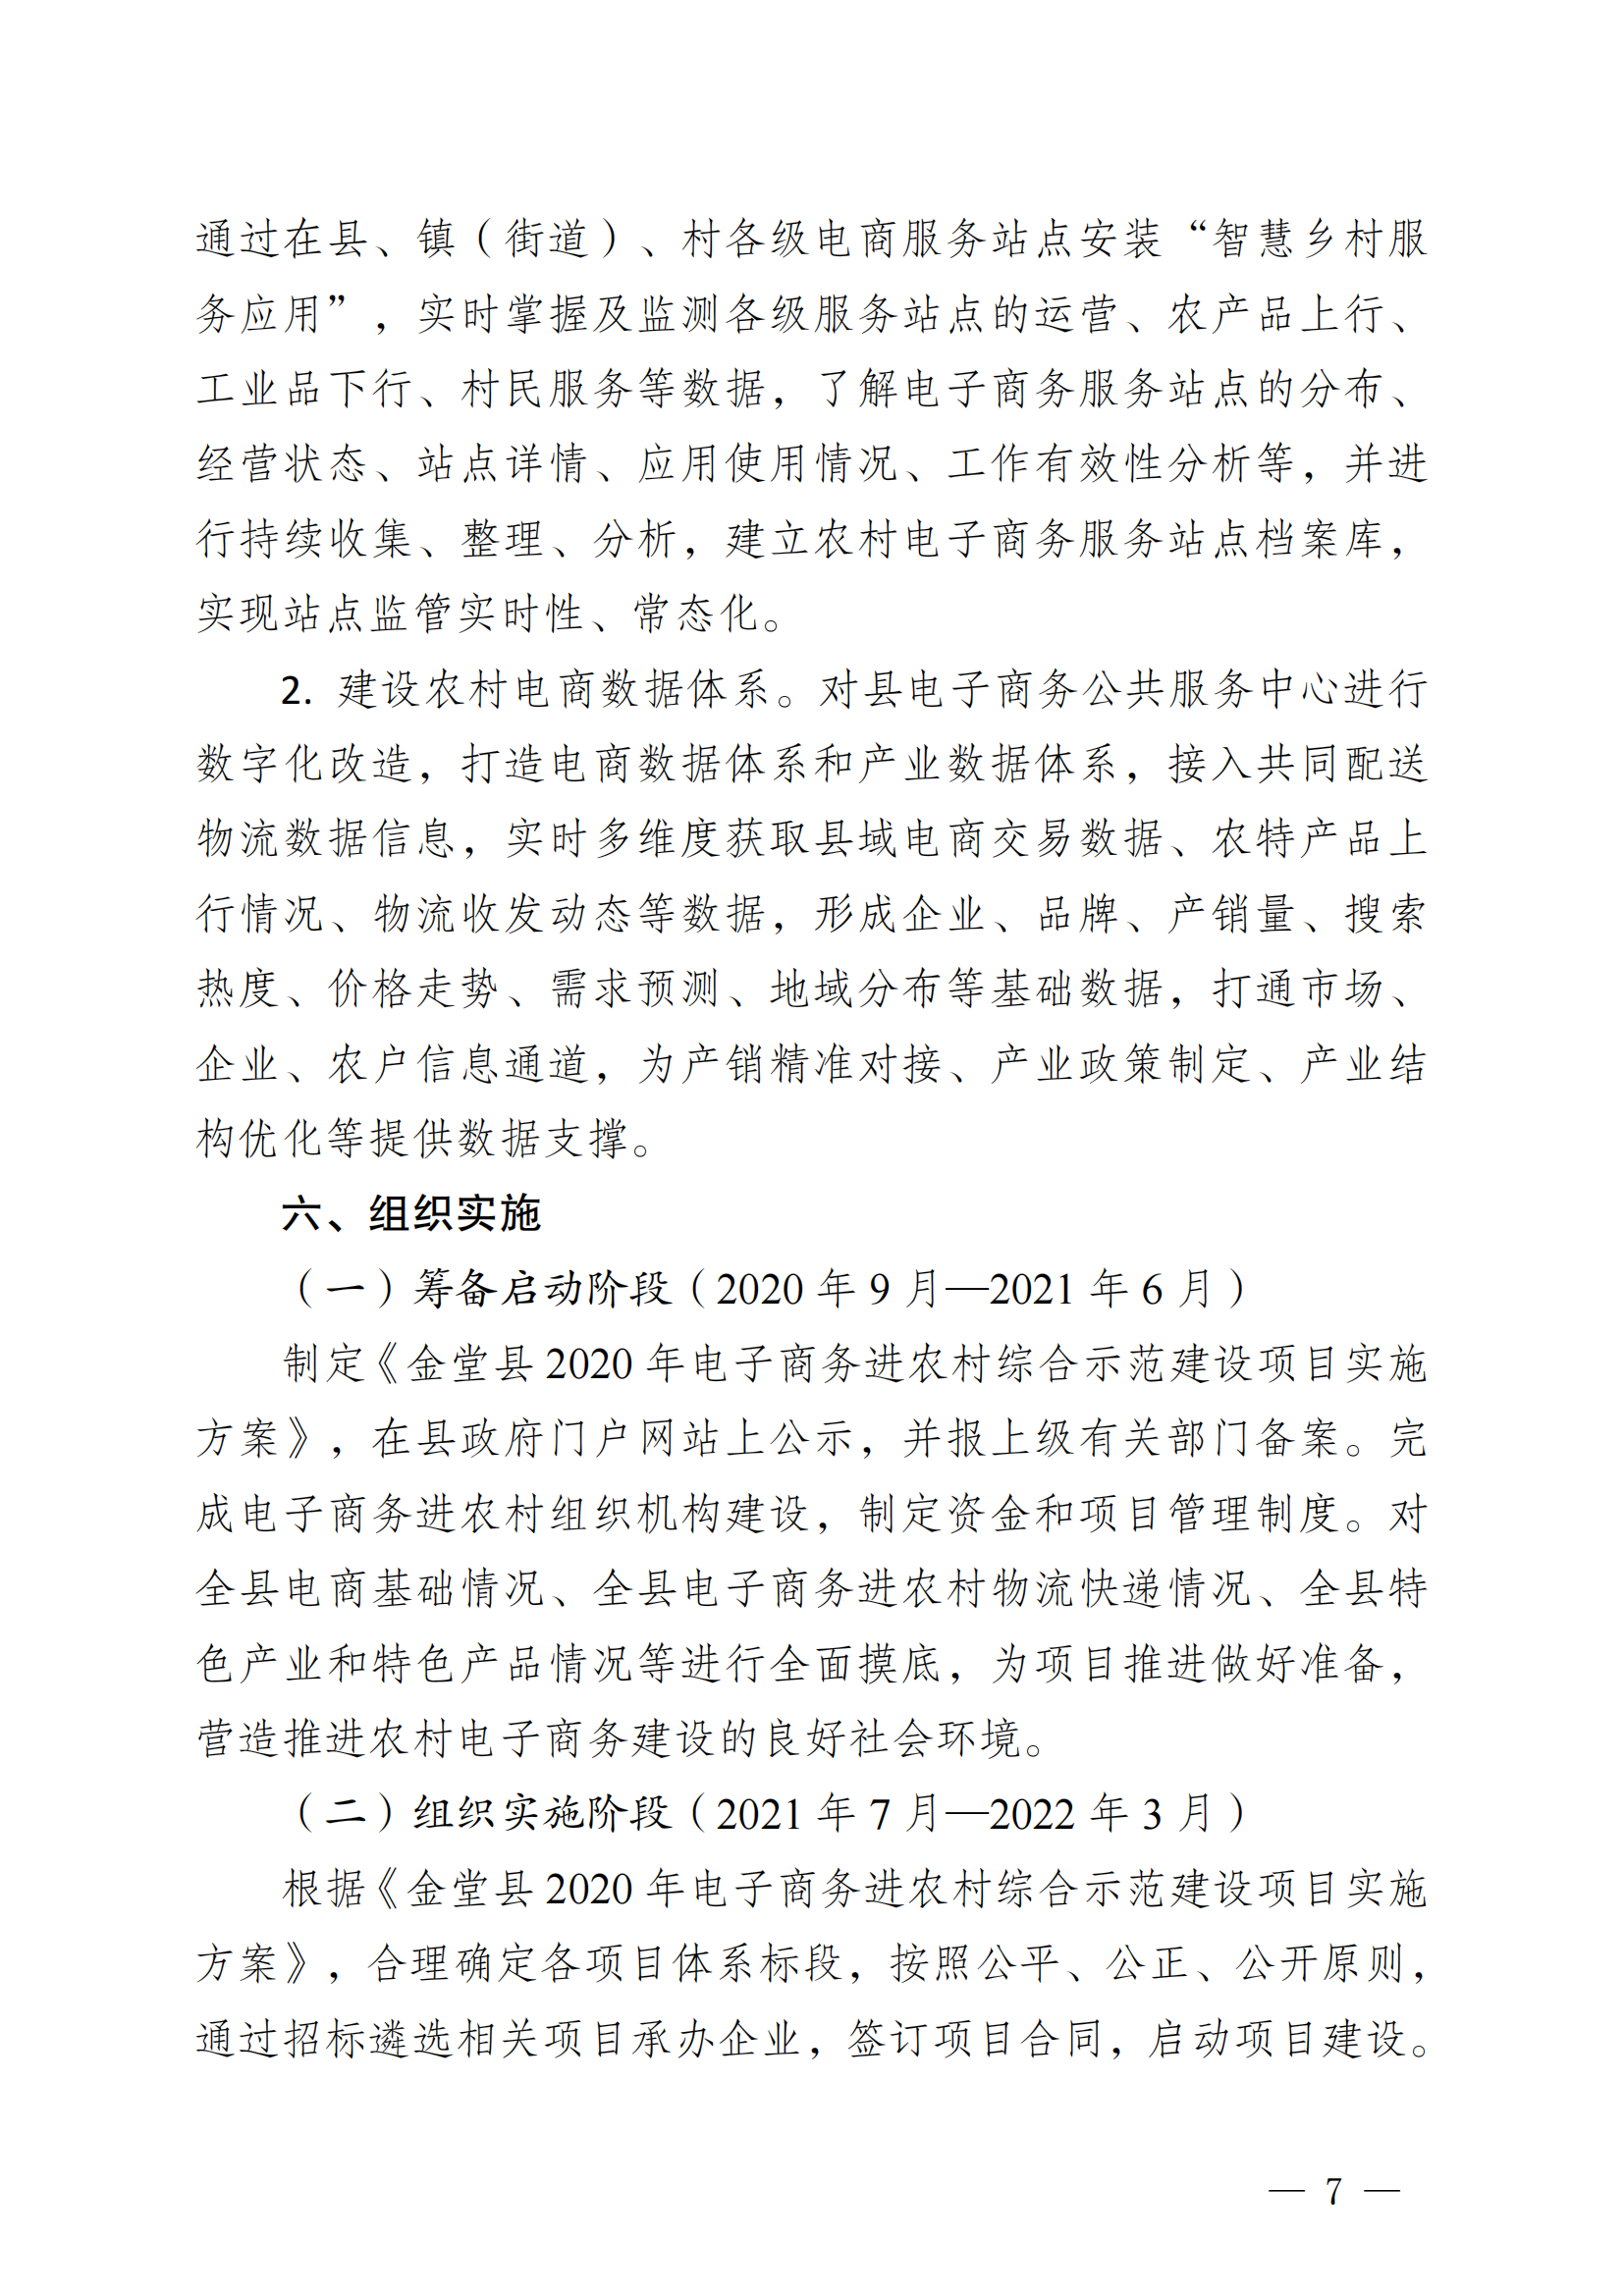 通过在县、镇（街道）、村各级电商服务站点安装“智慧乡村服
务应用”，实时掌握及监测各级服务站点的运营、农产品上行、
工业品下行、村民服务等数据，了解电子商务服务站点的分布、
经营状态、站点详情、应用使用情况、工作有效性分析等，并进
行持续收集、整理、分析，建立农村电子商务服务站点档案库，
实现站点监管实时性、常态化。
2. 建设农村电商数据体系。对县电子商务公共服务中心进行
数字化改造，打造电商数据体系和产业数据体系，接入共同配送
物流数据信息，实时多维度获取县域电商交易数据、农特产品上
行情况、物流收发动态等数据，形成企业、品牌、产销量、搜索
热度、价格走势、需求预测、地域分布等基础数据，打通市场、
企业、农户信息通道，为产销精准对接、产业政策制定、产业结
构优化等提供数据支撑。
六、组织实施
（一）筹备启动阶段（2020 年 9 月—2021 年 6 月）
制定《金堂县 2020 年电子商务进农村综合示范建设项目实施
方案》，在县政府门户网站上公示，并报上级有关部门备案。完
成电子商务进农村组织机构建设，制定资金和项目管理制度。对
全县电商基础情况、全县电子商务进农村物流快递情况、全县特
色产业和特色产品情况等进行全面摸底，为项目推进做好准备，
营造推进农村电子商务建设的良好社会环境。
（二）组织实施阶段（2021 年 7 月—2022 年 3 月）
根据《金堂县 2020 年电子商务进农村综合示范建设项目实施
方案》，合理确定各项目体系标段，按照公平、公正、公开原则，
通过招标遴选相关项目承办企业，签订项目合同，启动项目建设。
— 7 —